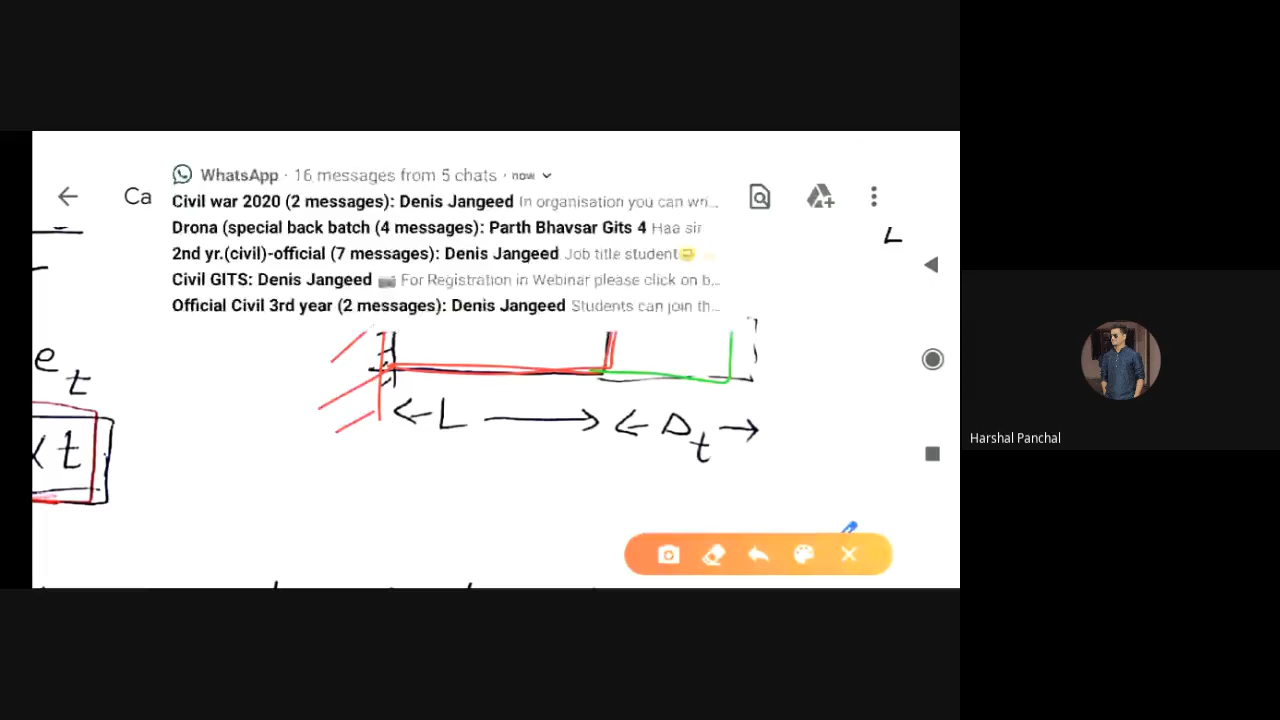 Ca
WhatsApp · 16 messages from 5 chats · now
Civil war 2020 (2 messages): Denis Jangeed In organisation you can wri...
Drona (special back batch (4 messages): Parth Bhavsar Gits 4 Haa sir
2nd yr.(civil)-official (7 messages): Denis Jangeed Job title student
Civil GITS: Denis Jangeed For Registration in Webinar please click on b...
Official Civil 3rd year (2 messages): Denis Jangeed Students can join th...
L
e t
t
L
D t
Harshal Panchal